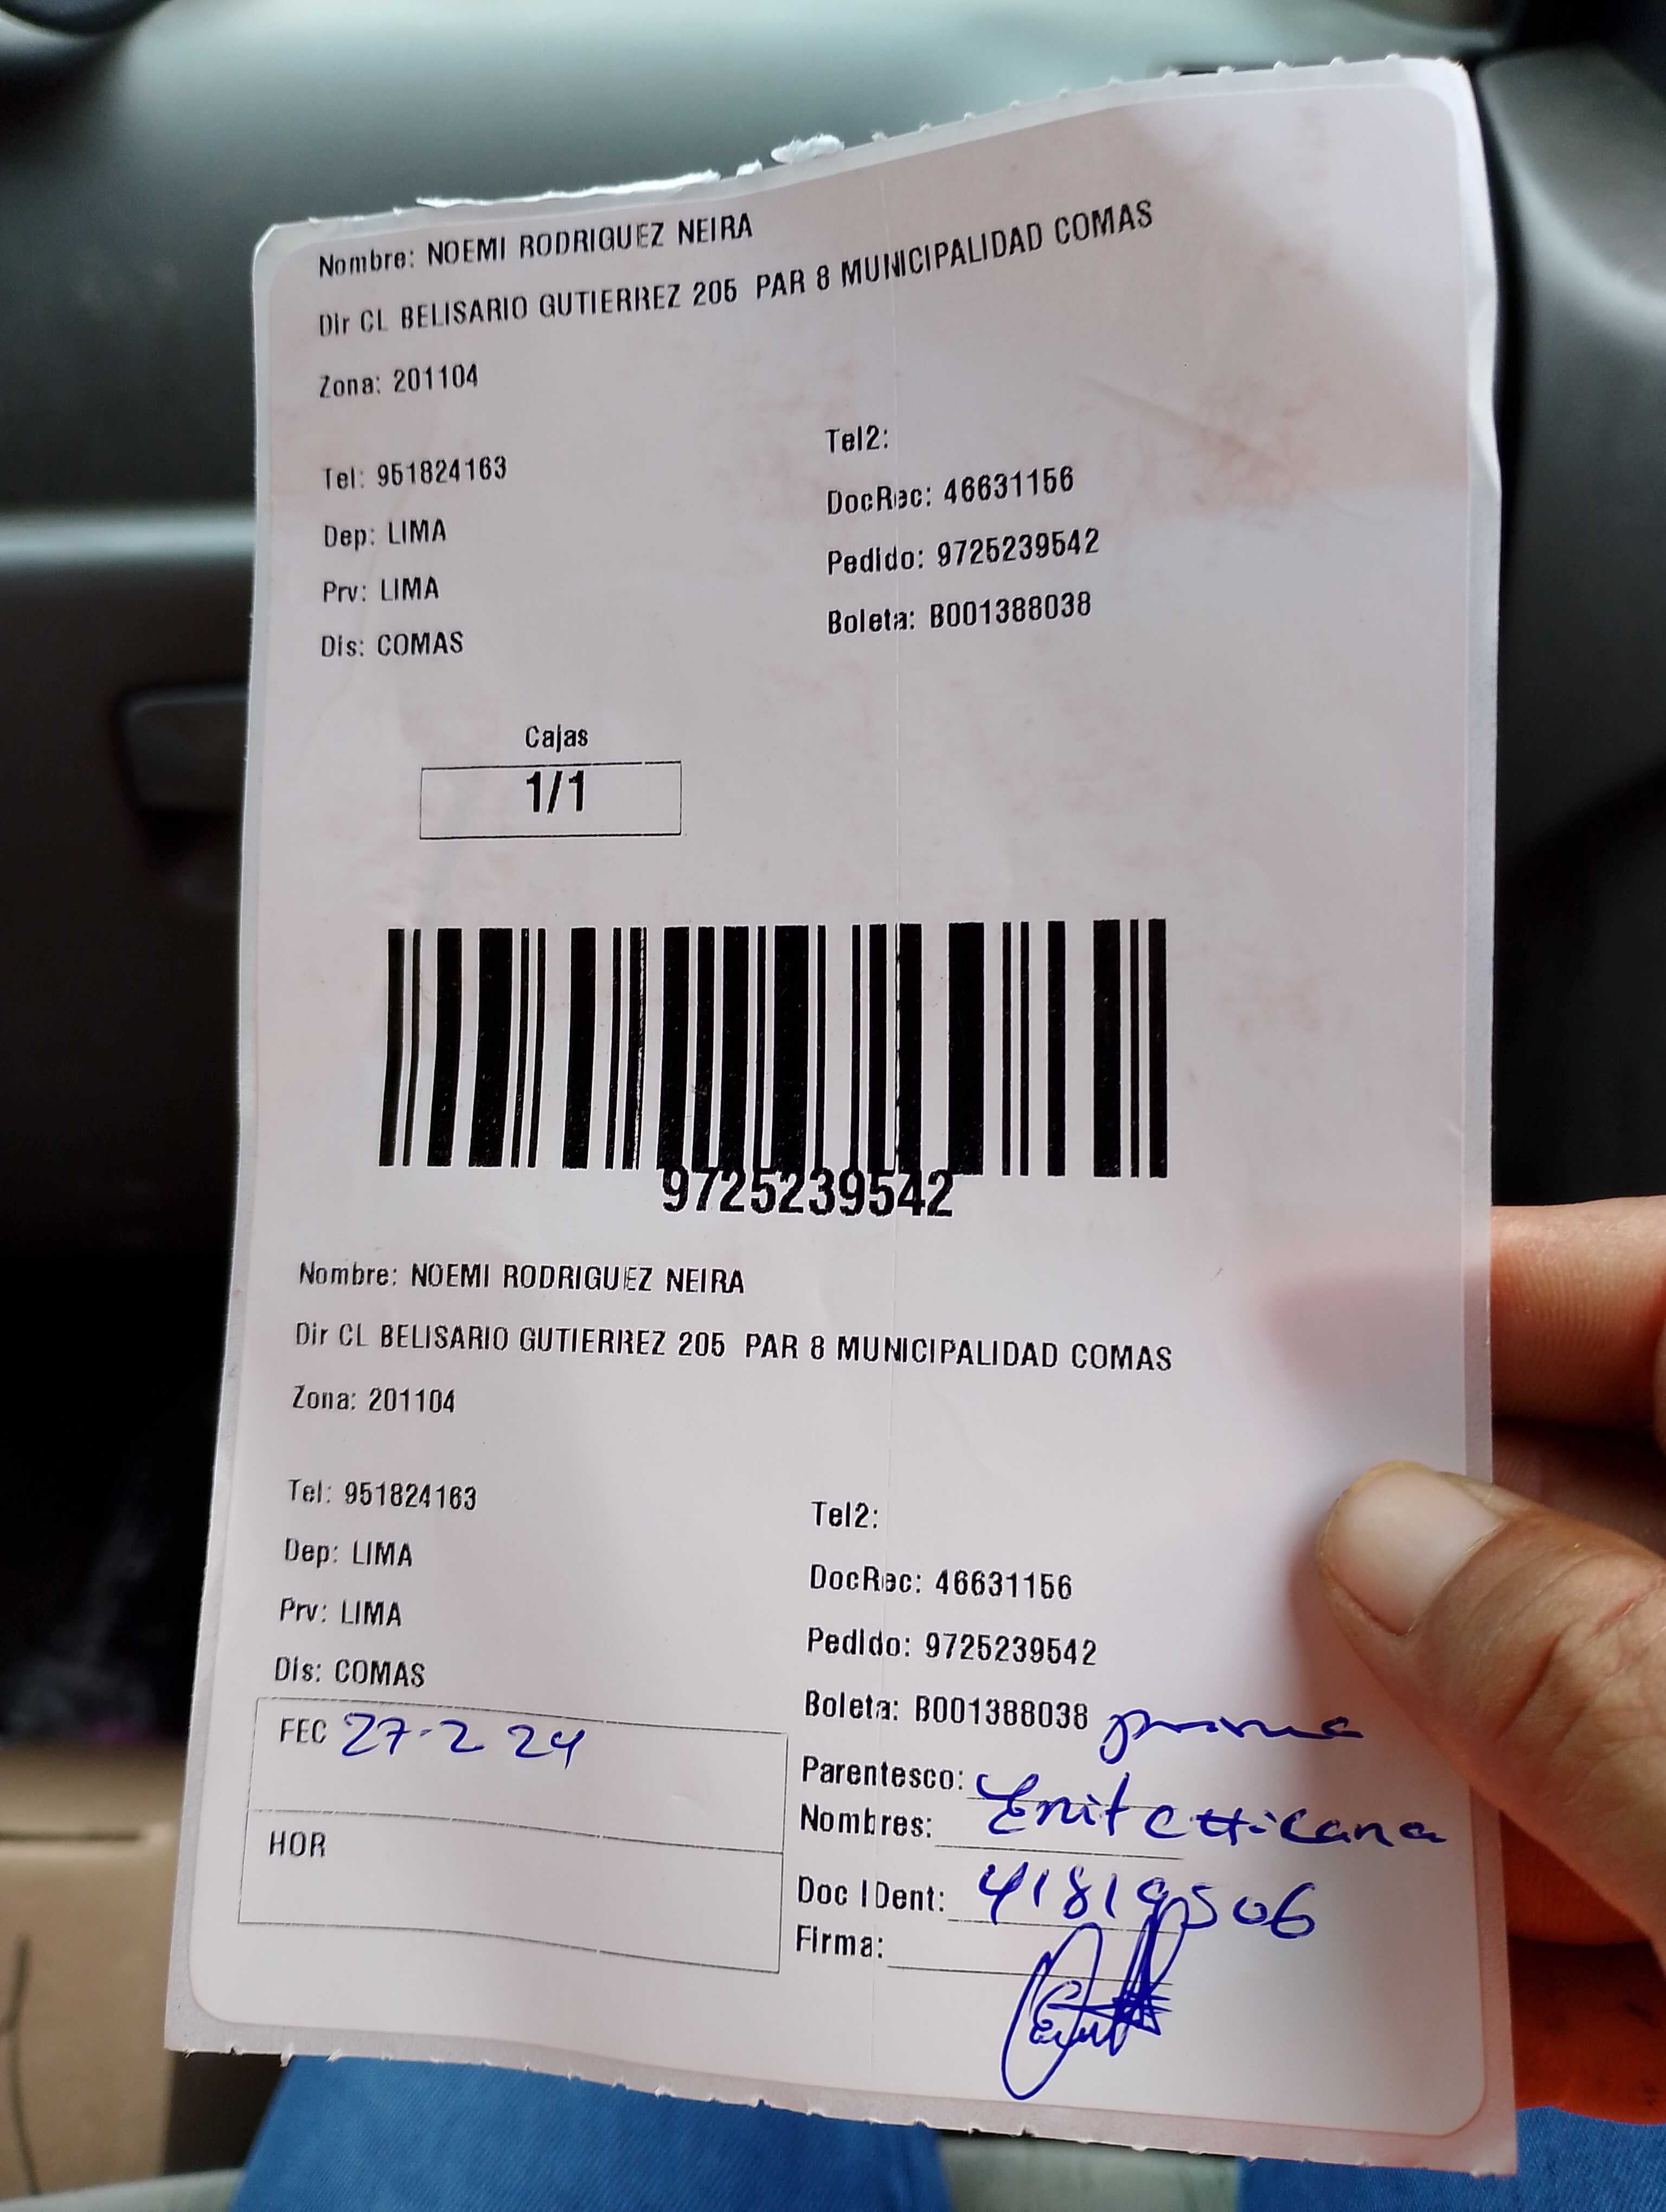 Nombre: NOEMI RODRIGUEZ NEIRA
Dir CL BELISARIO GUTIERREZ 205 PAR 8 MUNICIPALIDAD COMAS
Zona: 201104
Tel: 951824163
Tel2:
Dep: LIMA
DocRec: 46631156
Prv: LIMA
Pedido: 9725239542
Dis: COMAS
Boleta: B001388038
Cajas
1/1
9725239542
Nombre: NOEMI RODRIGUEZ NEIRA
Dir CL BELISARIO GUTIERREZ 205 PAR 8 MUNICIPALIDAD COMAS
Zona: 201104
Tel: 951824163
Tel2:
Dep: LIMA
DocRec: 46631156
Prv: LIMA
Pedido: 9725239542
Dis: COMAS
Boleta: B001388038
FEC 27-2 24
HOR
Parentesco: prima
Nombres:
Doc IDent: 41819506
Firma: